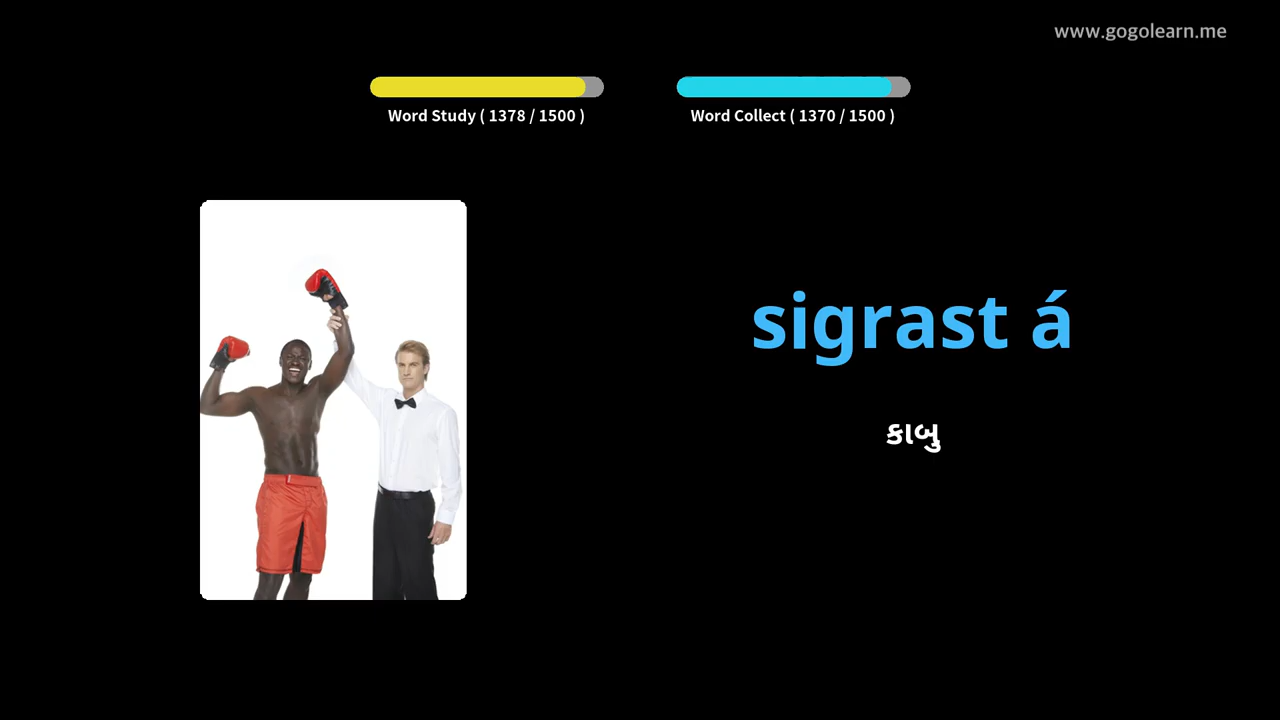 www.gogolearn.me
Word Study ( 1378 / 1500 )
Word Collect ( 1370 / 1500 )
sigrast á
કાબુ